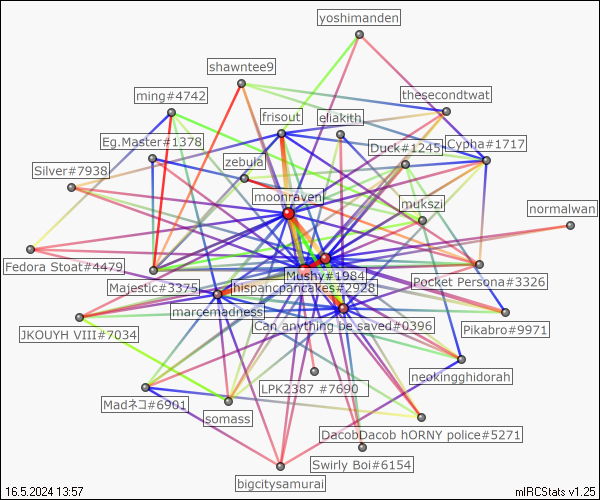 yoshimanden
shawntee9
ming#4742
thesecondtwat
frisout
eliakith
Eg.Master#1378
Duck#1245
Cypha#1717
Silver#7938
zebula
moonraven
mukszi
normalwan
Fedora Stoat#4479
Mushy#1984
Pocket Persona#3326
Majestic#3375
hispancpancakes#2928
marcemadness
Can anything be saved#0396
Pikabro#9971
JKOUYH VIII#7034
LPK2387 #7690
neokingghidorah
Madネコ#6901
somass
DacobDacob hORNY police#5271
Swirly Boi#6154
bigcitysamurai
16.5.2024 13:57
mIRCStats v1.25